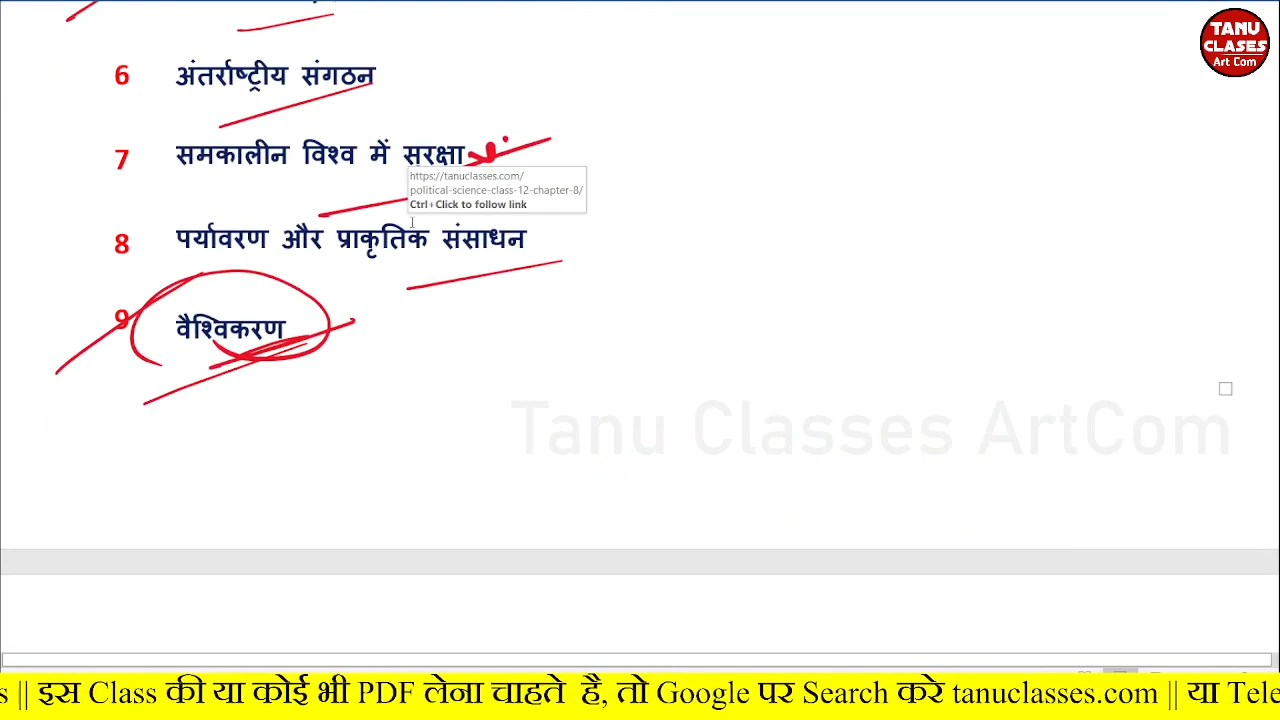 TANU
CLASES
Art Com
6 अंतर्राष्ट्रीय संगठन
7 समकालीन विश्व में सुरक्षा
https://tanuclasses.com/
political-science-class-12-chapter-8/
Ctrl+Click to follow link
8 पर्यावरण और प्राकृतिक संसाधन
9 वैश्विकरण
Tanu Classes ArtCom
s || इस Class की या कोई भी PDF लेना चाहते है, तो Google पर Search करे tanuclasses.com || या Tele